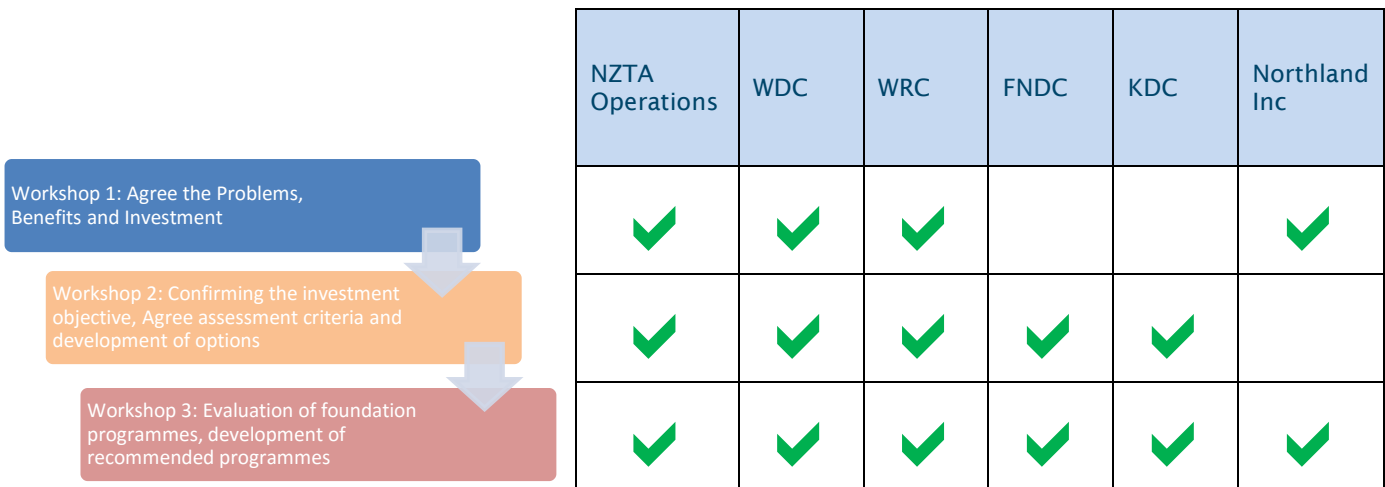 NZTA
Operations
WDC
WRC
FNDC
KDC
Northland
Inc
Workshop 1: Agree the Problems,
Benefits and Investment
Workshop 2: Confirming the investment
objective, Agree assessment criteria and
development of options
Workshop 3: Evaluation of foundation
programmes, development of
recommended programmes